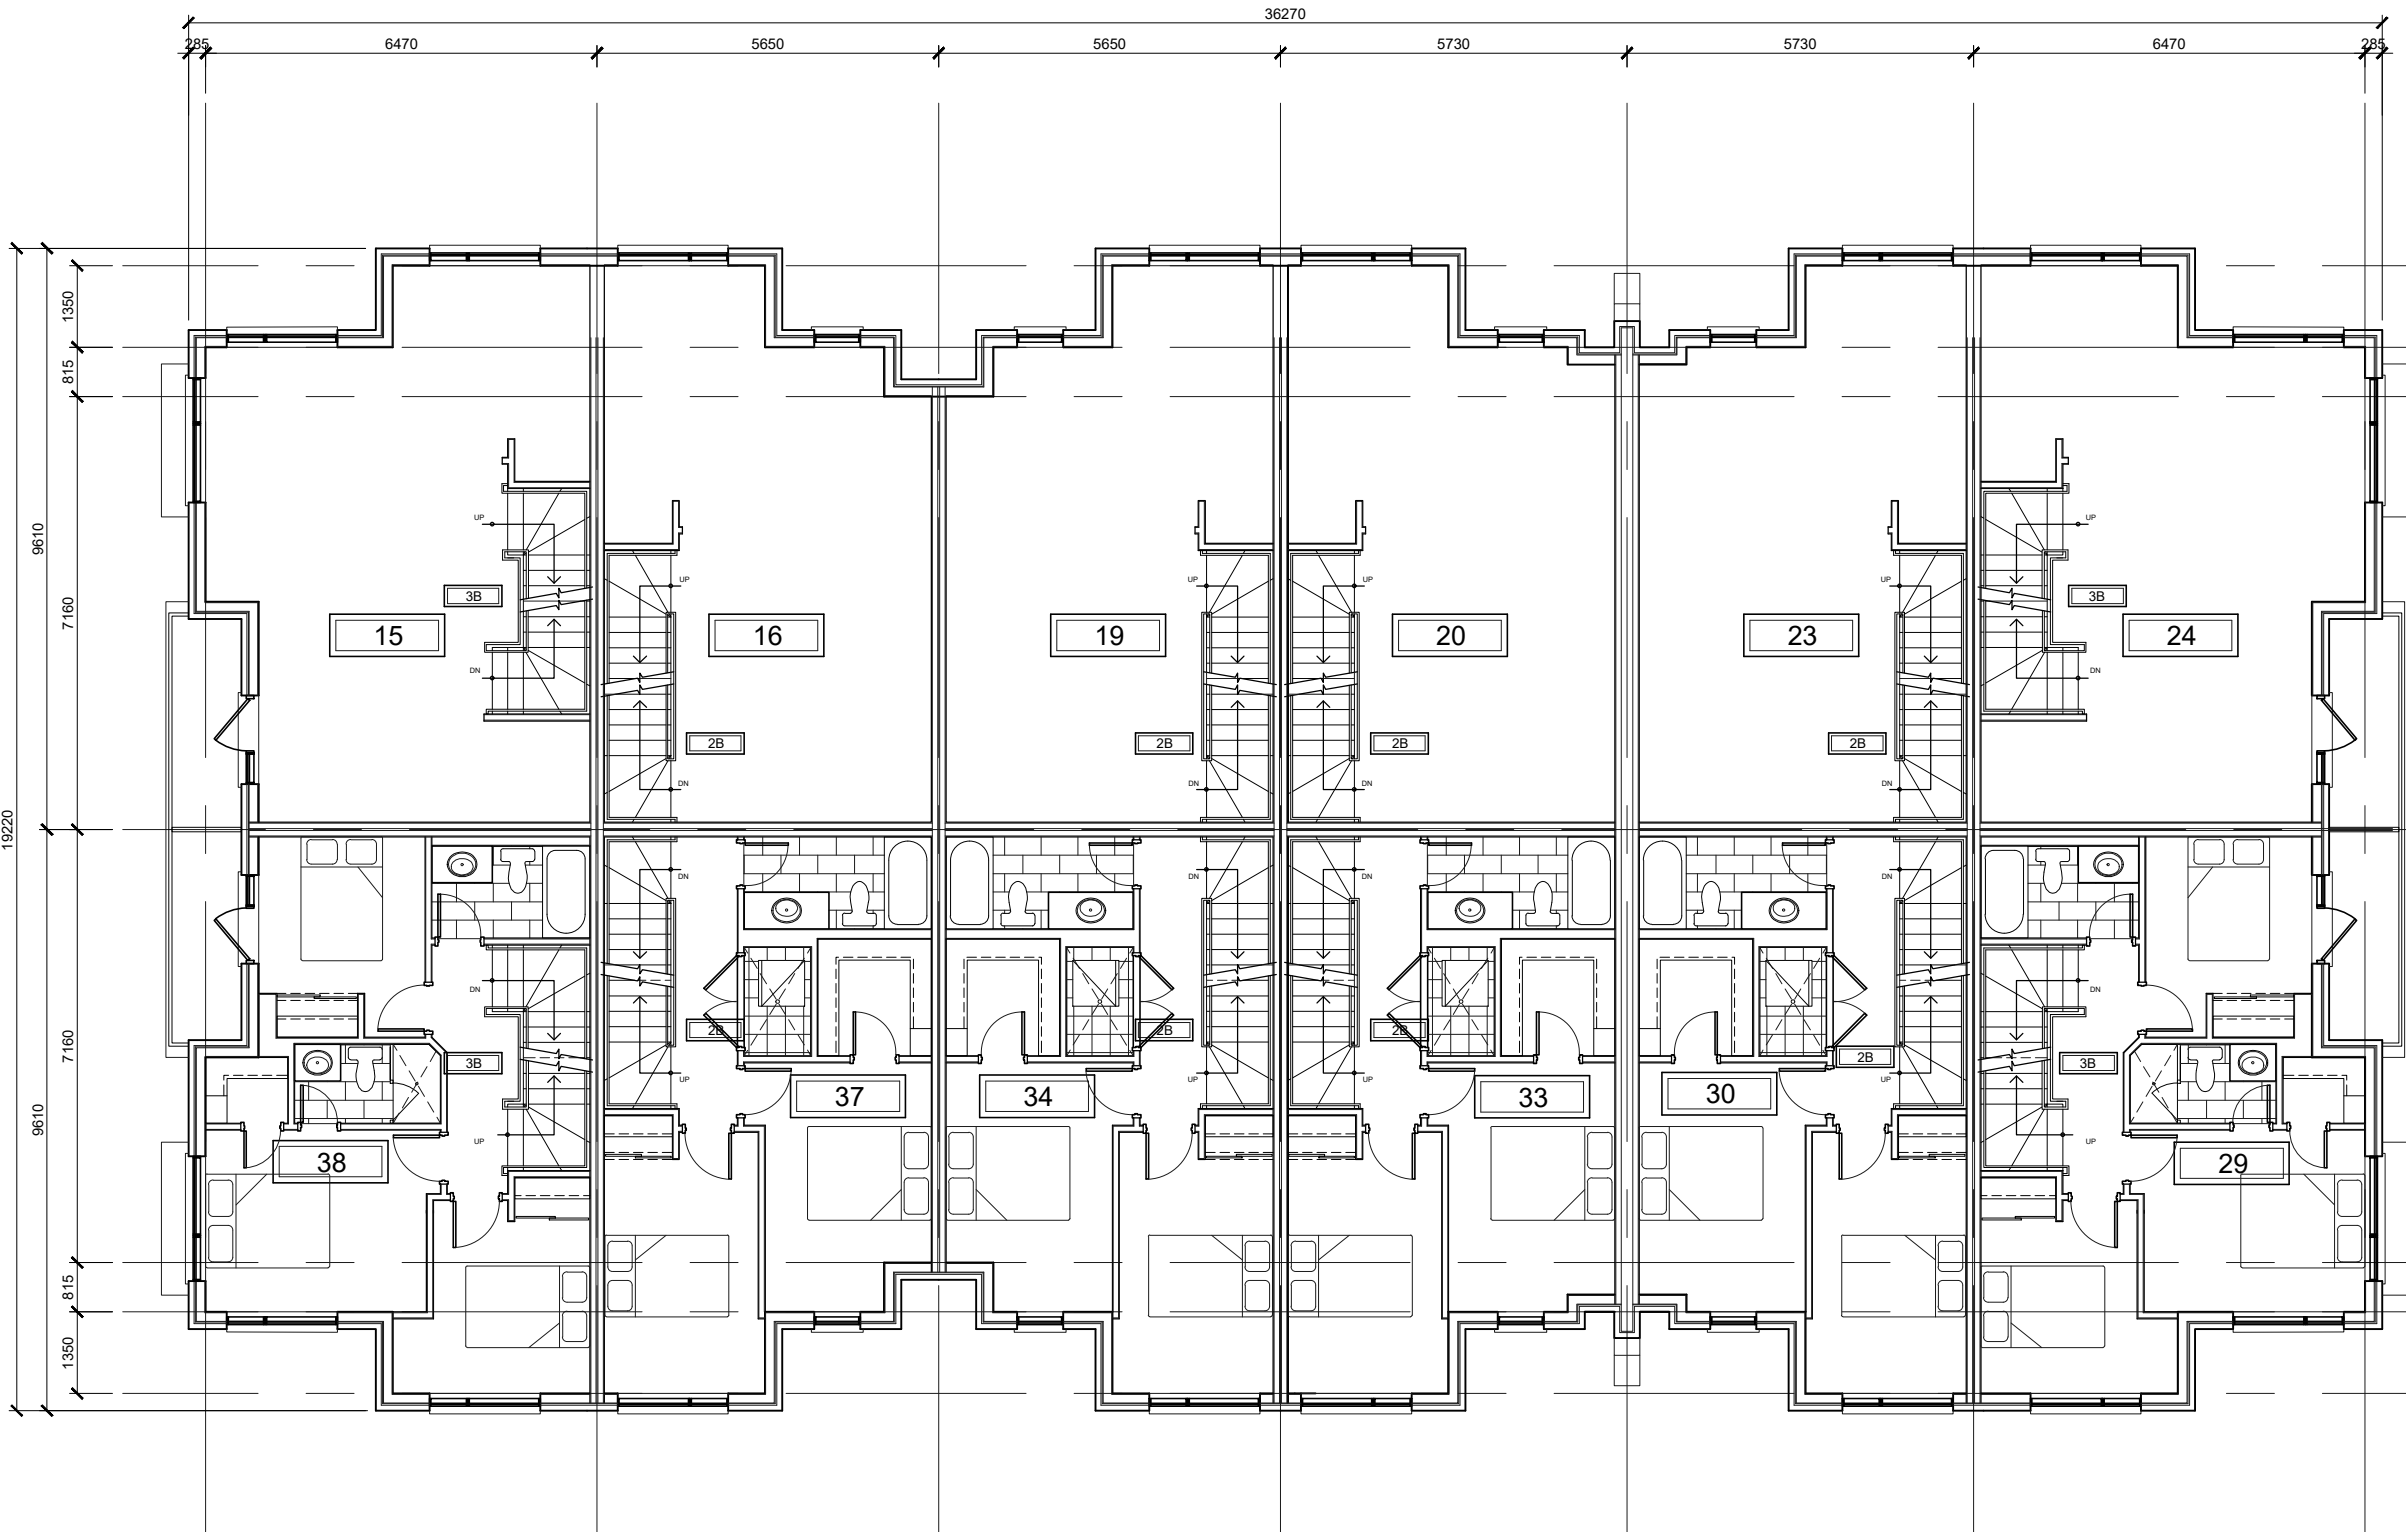 36270
285 6470 5650 5650 5730 5730 6470 285
1350
815
9610
7160
19220
7160
9610
815
1350
UP UP
3B 3B
UP UP UP UP
15 16 19 20 23 24
DN DN
2B 2B 2B 2B
DN DN DN DN
DN DN DN DN
DN DN
2B 2B 2B
2B
3B 3B
UP UP UP UP
37 34 33 30
UP UP
38 29